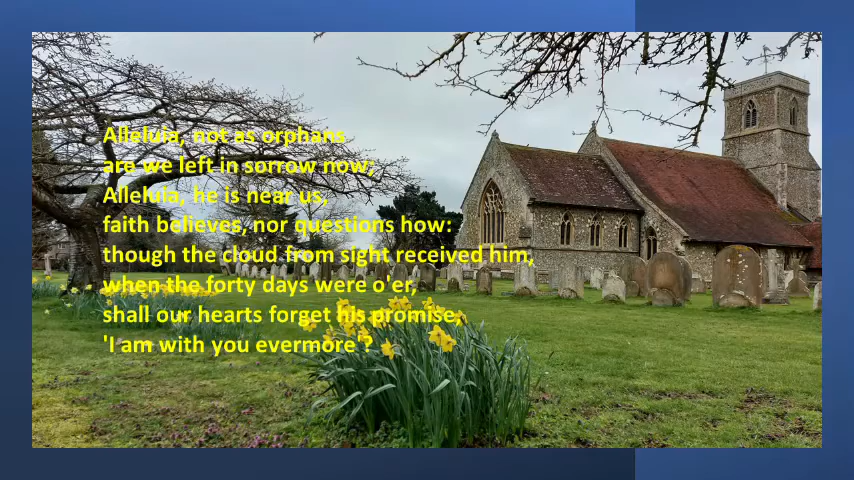 Alleluia, not as orphans
are we left in sorrow now;
Alleluia, he is near us,
faith believes, nor questions how:
though the cloud from sight received him,
when the forty days were o'er,
shall our hearts forget his promise,
'I am with you evermore'?